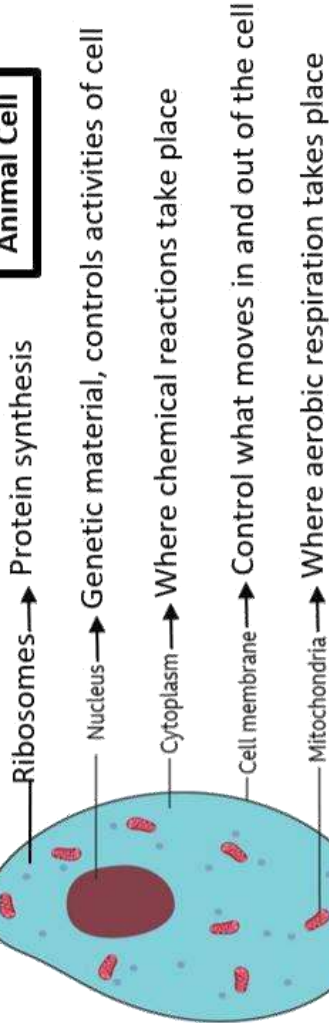 Animal Cell
Ribosomes → Protein synthesis
Nucleus → Genetic material, controls activities of cell
Cytoplasm → Where chemical reactions take place
Cell membrane → Control what moves in and out of the cell
Mitochondria → Where aerobic respiration takes place